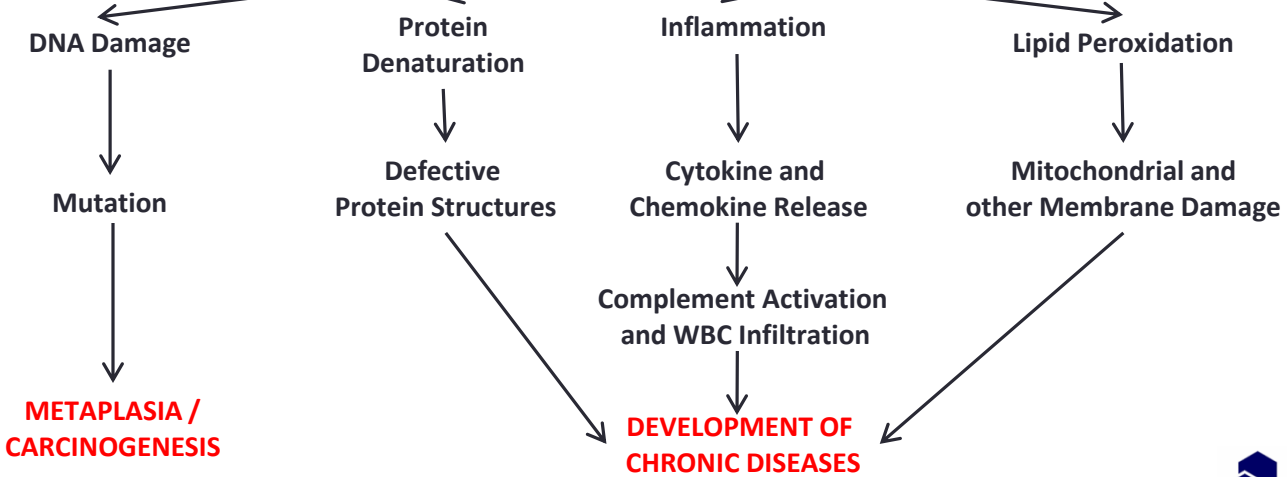 DNA Damage
Protein
Denaturation
Inflammation
Lipid Peroxidation
Mutation
Defective
Protein Structures
Cytokine and
Chemokine Release
Mitochondrial and
other Membrane Damage
Complement Activation
and WBC Infiltration
METAPLASIA /
CARCINOGENESIS
DEVELOPMENT OF
CHRONIC DISEASES